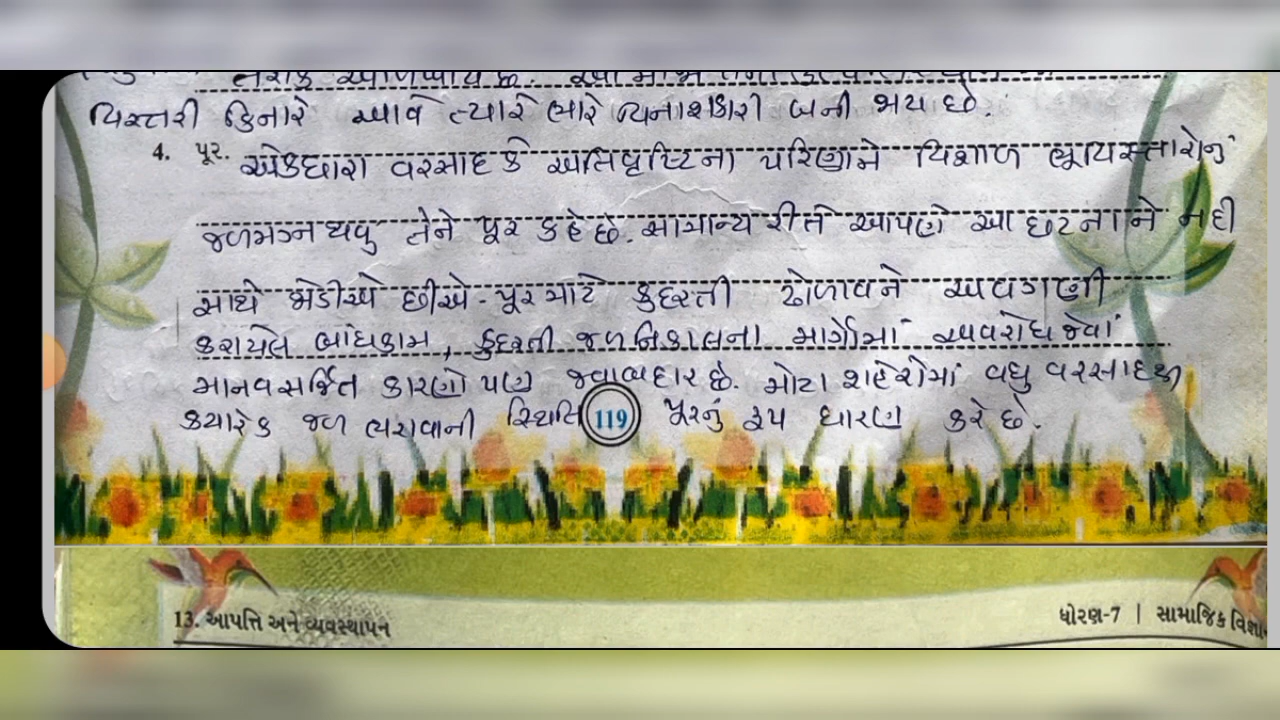 વિસ્તરી કિનારે આવે ત્યારે ભારે વિનાશકારી બની જાય છે.
4. પૂર. એકધારા વરસાદ કે અતિવૃષ્ટિના પરિણામે વિશાળ ભૂવિસ્તારોનું
જળમગ્ન થવુ તેને પૂર કહે છે. સામાન્ય રીતે આપણે આ ઘટનાને નદી
સાથે જોડીએ છીએ - પૂર માટે કુદરતી ઢોળાવને અવગણી
કરાયેલ બાંધકામ, કુદરતી જળનિકાલના માર્ગોમાં અવરોધ જેવાં
માનવસર્જિત કારણો પણ જવાબદાર છે. મોટા શહેરોમાં વધુ વરસાદથી
ક્યારેક જળ ભરાવાની સ્થિતિ પૂરનું રૂપ ધારણ કરે છે.
119
13. આપત્તિ અને વ્યવસ્થાપન
ધોરણ-7 | સામાજિક